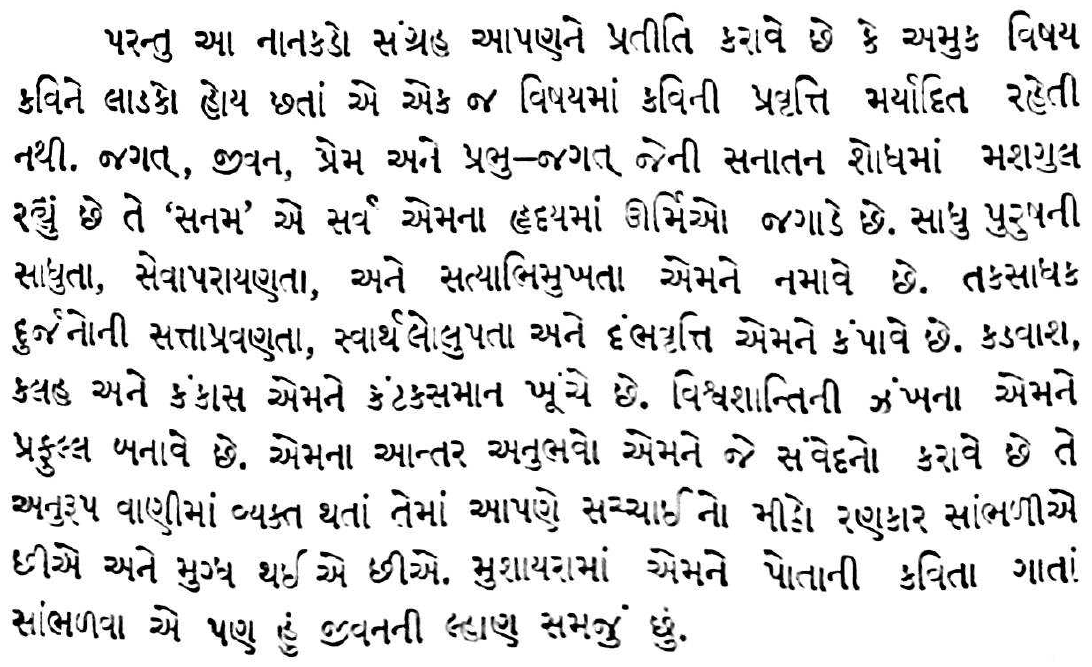 પરન્તુ આ નાનકડો સંગ્રહ આપણને પ્રતીતિ કરાવે છે કે અમુક વિષય
કવિને લાડકો હોય છતાં એ એક જ વિષયમાં કવિની પ્રવૃત્તિ મર્યાદિત રહેતી
નથી. જગત્, જીવન, પ્રેમ અને પ્રભુ–જગત્ જેની સનાતન શોધમાં મશગુલ
રહ્યું છે તે ‘સનમ’ એ સર્વ એમના હૃદયમાં ઊર્મિઓ જગાડે છે. સાધુ પુરુષની
સાધુતા, સેવાપરાયણતા, અને સત્યાભિમુખતા એમને નમાવે છે. તકસાધક
દુર્જનોની સત્તાપ્રવણતા, સ્વાર્થલોલુપતા અને દંભવૃત્તિ એમને કંપાવે છે. કડવાશ,
કલહ અને કંકાસ એમને કંટકસમાન ખૂંચે છે. વિશ્વશાન્તિની ઝંખના એમને
પ્રફુલ્લ બનાવે છે. એમના આન્તર અનુભવો એમને જે સંવેદનો કરાવે છે તે
અનુરૂપ વાણીમાં વ્યક્ત થતાં તેમાં આપણે સચ્ચાઈનો મીઠો રણકાર સાંભળીએ
છીએ અને મુગ્ધ થઈ એ છીએ. મુશાયરામાં એમને પોતાની કવિતા ગાતાં
સાંભળવા એ પણ હું જીવનની લ્હાણ સમજું છું.